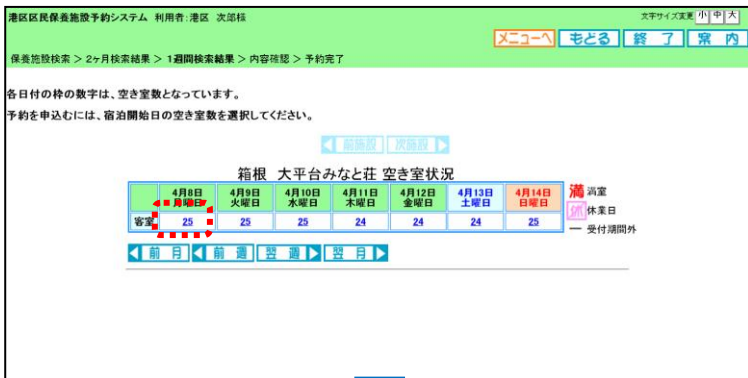 港区区民保養施設予約システム 利用者:港区 次郎様
文字サイズ変更 小 中 大
メニューへ もどる 終 了 案 内
保養施設検索 > 2ヶ月検索結果 > 1週間検索結果 > 内容確認 > 予約完了
各日付の枠の数字は、空き室数となっています。
予約を申込むには、宿泊開始日の空き室数を選択してください。
前施設 次施設
箱根 大平台みなと荘 空き室状況
4月8日 4月9日 4月10日 4月11日 4月12日 4月13日 4月14日
月曜日 火曜日 水曜日 木曜日 金曜日 土曜日 日曜日
客室 25 25 25 24 24 24 25
満 満室
休 休業日
― 受付期間外
前 月 前 週 翌 週 翌 月